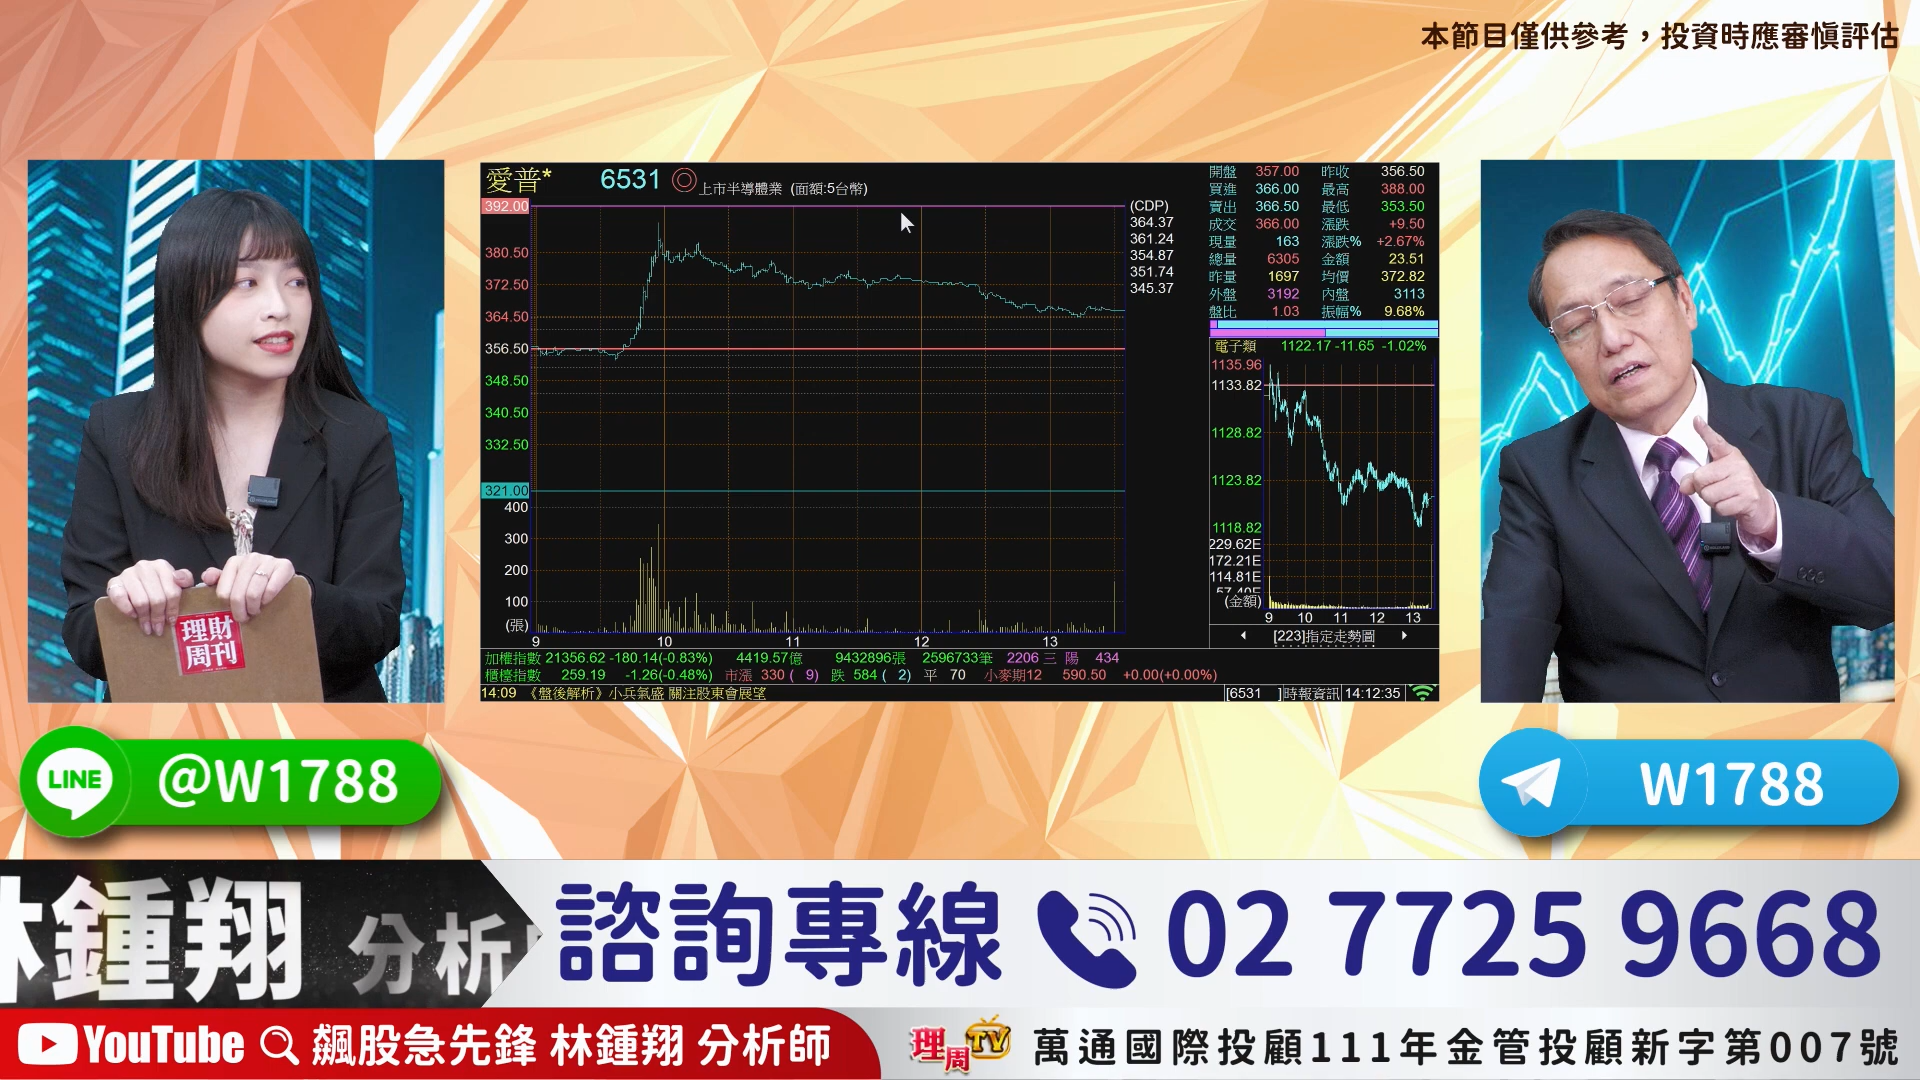 本節目僅供參考，投資時應審慎評估
愛普* 6531 ◎ 上市半導體業 (面額:5台幣)
392.00
380.50
372.50
364.50
356.50
348.50
340.50
332.50
321.00
400
300
200
100
(張)
9 10 11 12 13
(CDP)
364.37
361.24
354.87
351.74
345.37
開盤 357.00 昨收 356.50
買進 366.00 最高 388.00
賣出 366.50 最低 353.50
成交 366.00 漲跌 +9.50
現量 163 漲跌% +2.67%
總量 6305 金額 23.51
昨量 1697 均價 372.82
外盤 3192 內盤 3113
盤比 1.03 振幅% 9.68%
電子類 1122.17 -11.65 -1.02%
1135.96
1133.82
1128.82
1123.82
1118.82
229.62E
172.21E
114.81E
57.40E
(金額)
9 10 11 12 13
[223]指定走勢圖
加權指數 21356.62 -180.14(-0.83%) 4419.57億 9432896張 2596733筆 2206 三 陽 434
櫃檯指數 259.19 -1.26(-0.48%) 市漲 330 ( 9) 跌 584 ( 2) 平 70 小麥期12 590.50 +0.00(+0.00%)
14:09 《盤後解析》小兵氣盛 關注股東會展望 [6531 ]時報資訊 14:12:35
理財
周刊
LINE @W1788
W1788
林鍾翔 分析
諮詢專線 02 7725 9668
YouTube 飆股急先鋒 林鍾翔 分析師
理周TV 萬通國際投顧111年金管投顧新字第007號